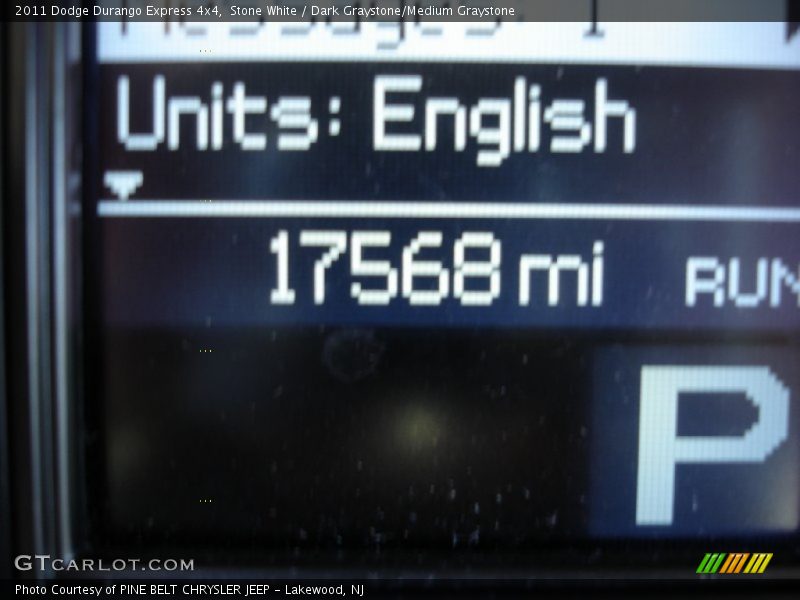 2011 Dodge Durango Express 4x4, Stone White / Dark Graystone/Medium Graystone
Units: English
17568 mi RUN
P
GTCARLOT.COM
Photo Courtesy of PINE BELT CHRYSLER JEEP - Lakewood, NJ